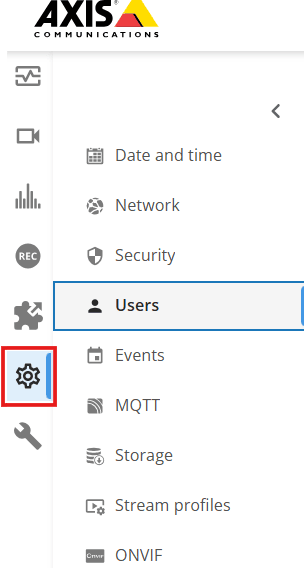 AXIS
COMMUNICATIONS
Date and time
Network
Security
REC
Users
Events
MQTT
Storage
Stream profiles
onvif
ONVIF